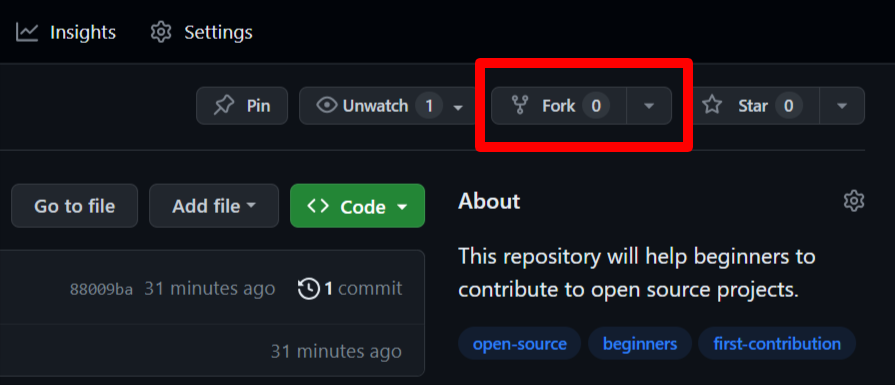 Insights Settings
Pin Unwatch 1 Fork 0 Star 0
Go to file Add file Code
About
This repository will help beginners to
contribute to open source projects.
88009ba 31 minutes ago 1 commit
31 minutes ago
open-source beginners first-contribution